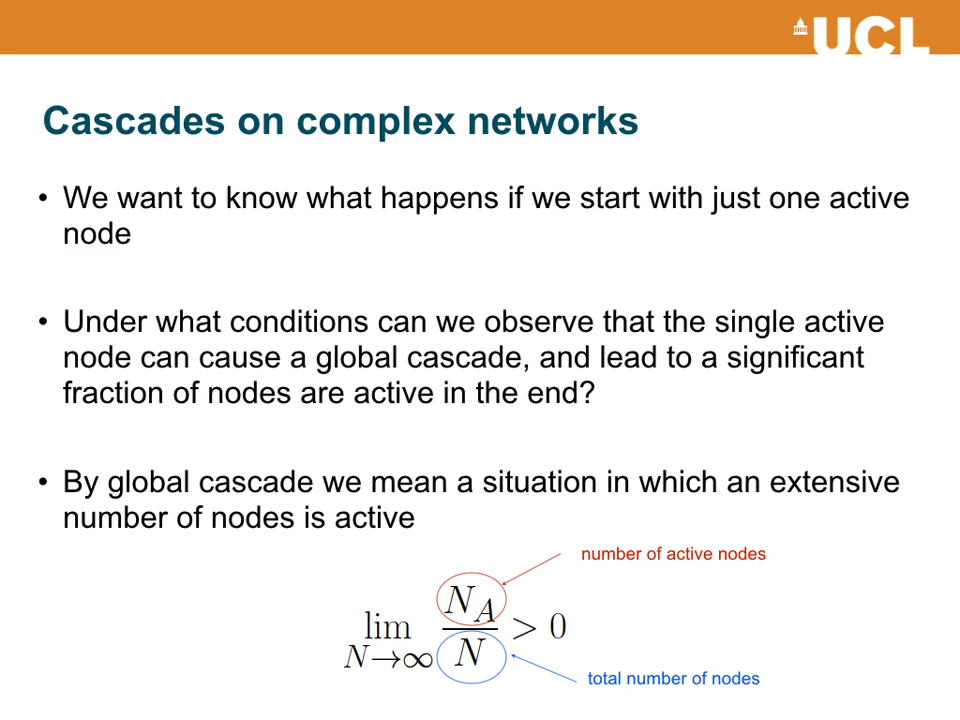 UCL
Cascades on complex networks
• We want to know what happens if we start with just one active
node
• Under what conditions can we observe that the single active
node can cause a global cascade, and lead to a significant
fraction of nodes are active in the end?
• By global cascade we mean a situation in which an extensive
number of nodes is active
number of active nodes
lim N→∞ N_A/N > 0
total number of nodes